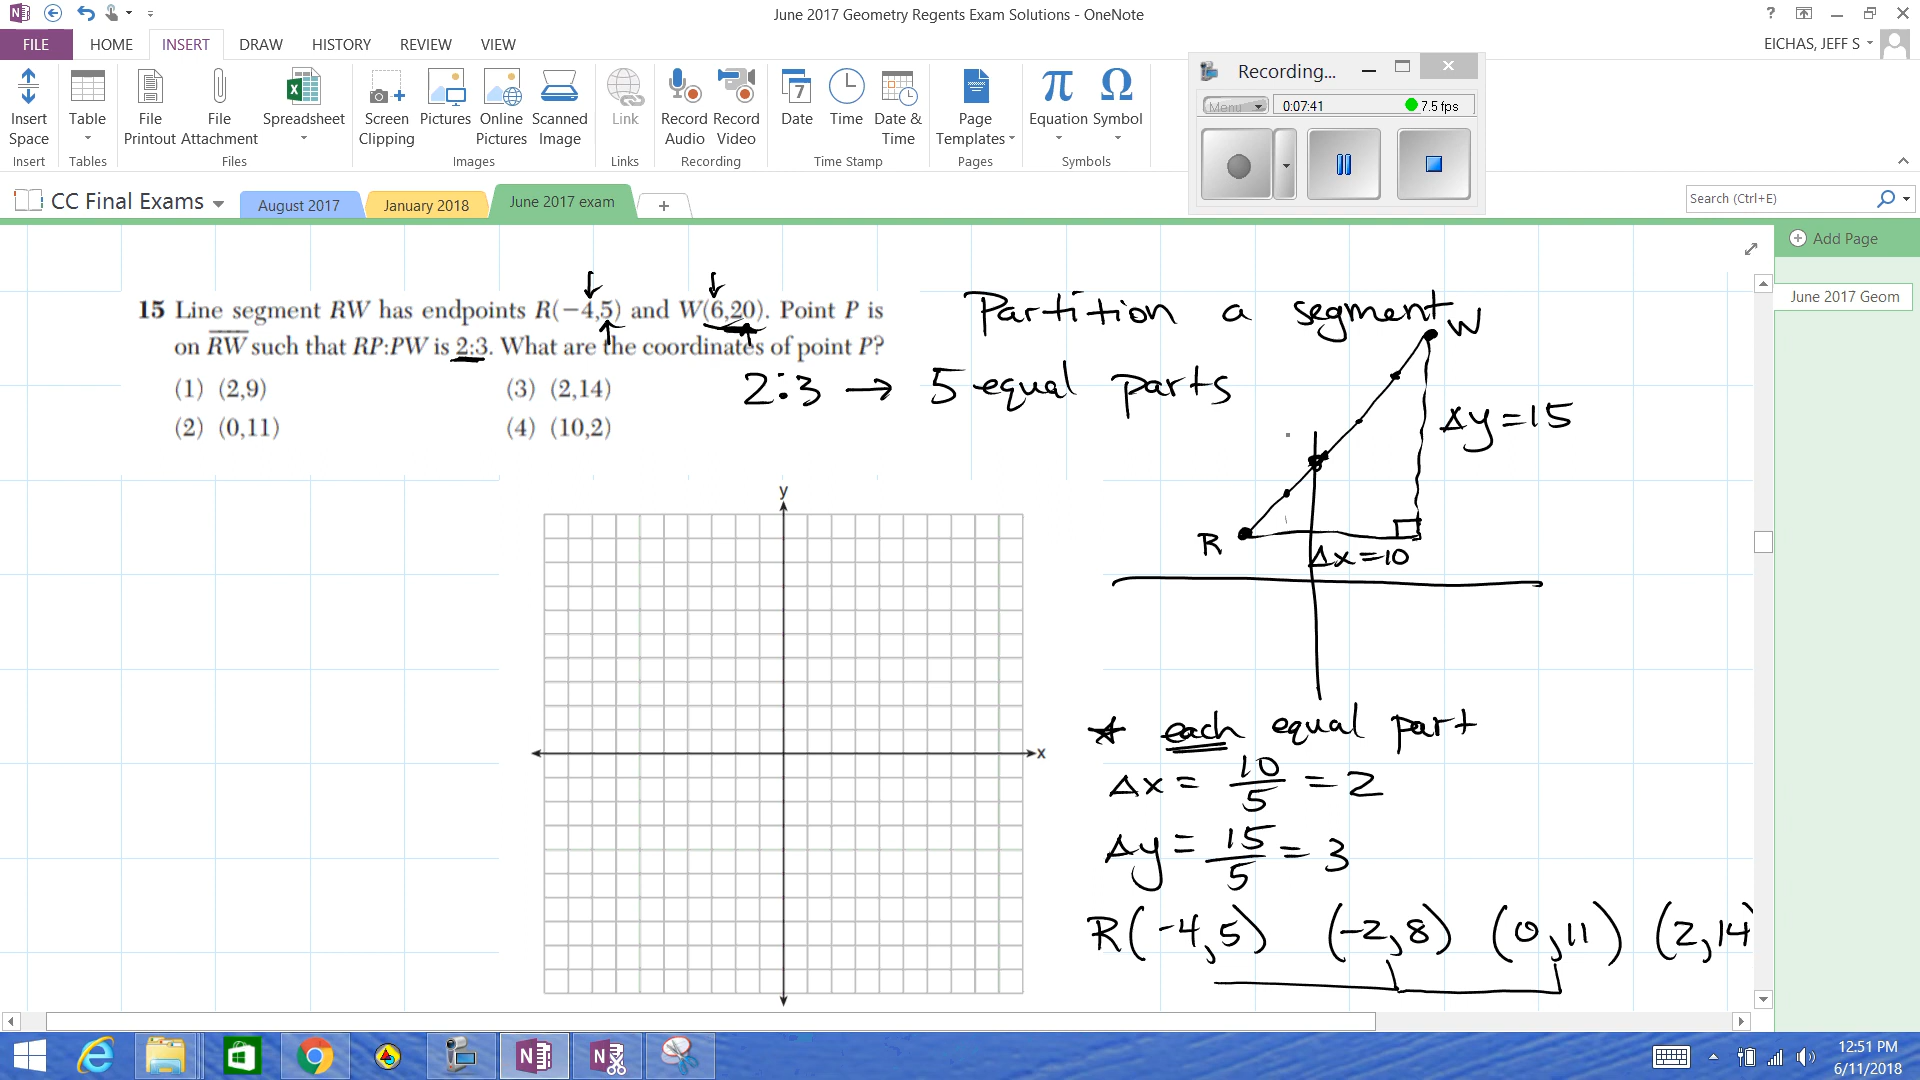 June 2017 Geometry Regents Exam Solutions - OneNote
?
FILE HOME INSERT DRAW HISTORY REVIEW VIEW
EICHAS, JEFF S
Insert Space
Table
File Printout
File Attachment
Spreadsheet
Screen Clipping
Pictures
Online Pictures
Scanned Image
Link
Record Audio
Record Video
Date
Time
Date & Time
Page Templates
Equation
Symbol
Insert Tables Files Images Links Recording Time Stamp Pages Symbols
Recording...
Menu 0:07:41 7.5 fps
CC Final Exams August 2017 January 2018 June 2017 exam +
Search (Ctrl+E)
Add Page
June 2017 Geom
15 Line segment RW has endpoints R(−4,5) and W(6,20). Point P is
on RW such that RP:PW is 2:3. What are the coordinates of point P?
(1) (2,9) (3) (2,14)
(2) (0,11) (4) (10,2)
Partition a segment
2:3 → 5 equal parts
W
Δy=15
R
Δx=10
y
x
* each equal part
Δx = 10/5 = 2
Δy = 15/5 = 3
R(-4,5) (-2,8) (0,11) (2,14)
12:51 PM
6/11/2018